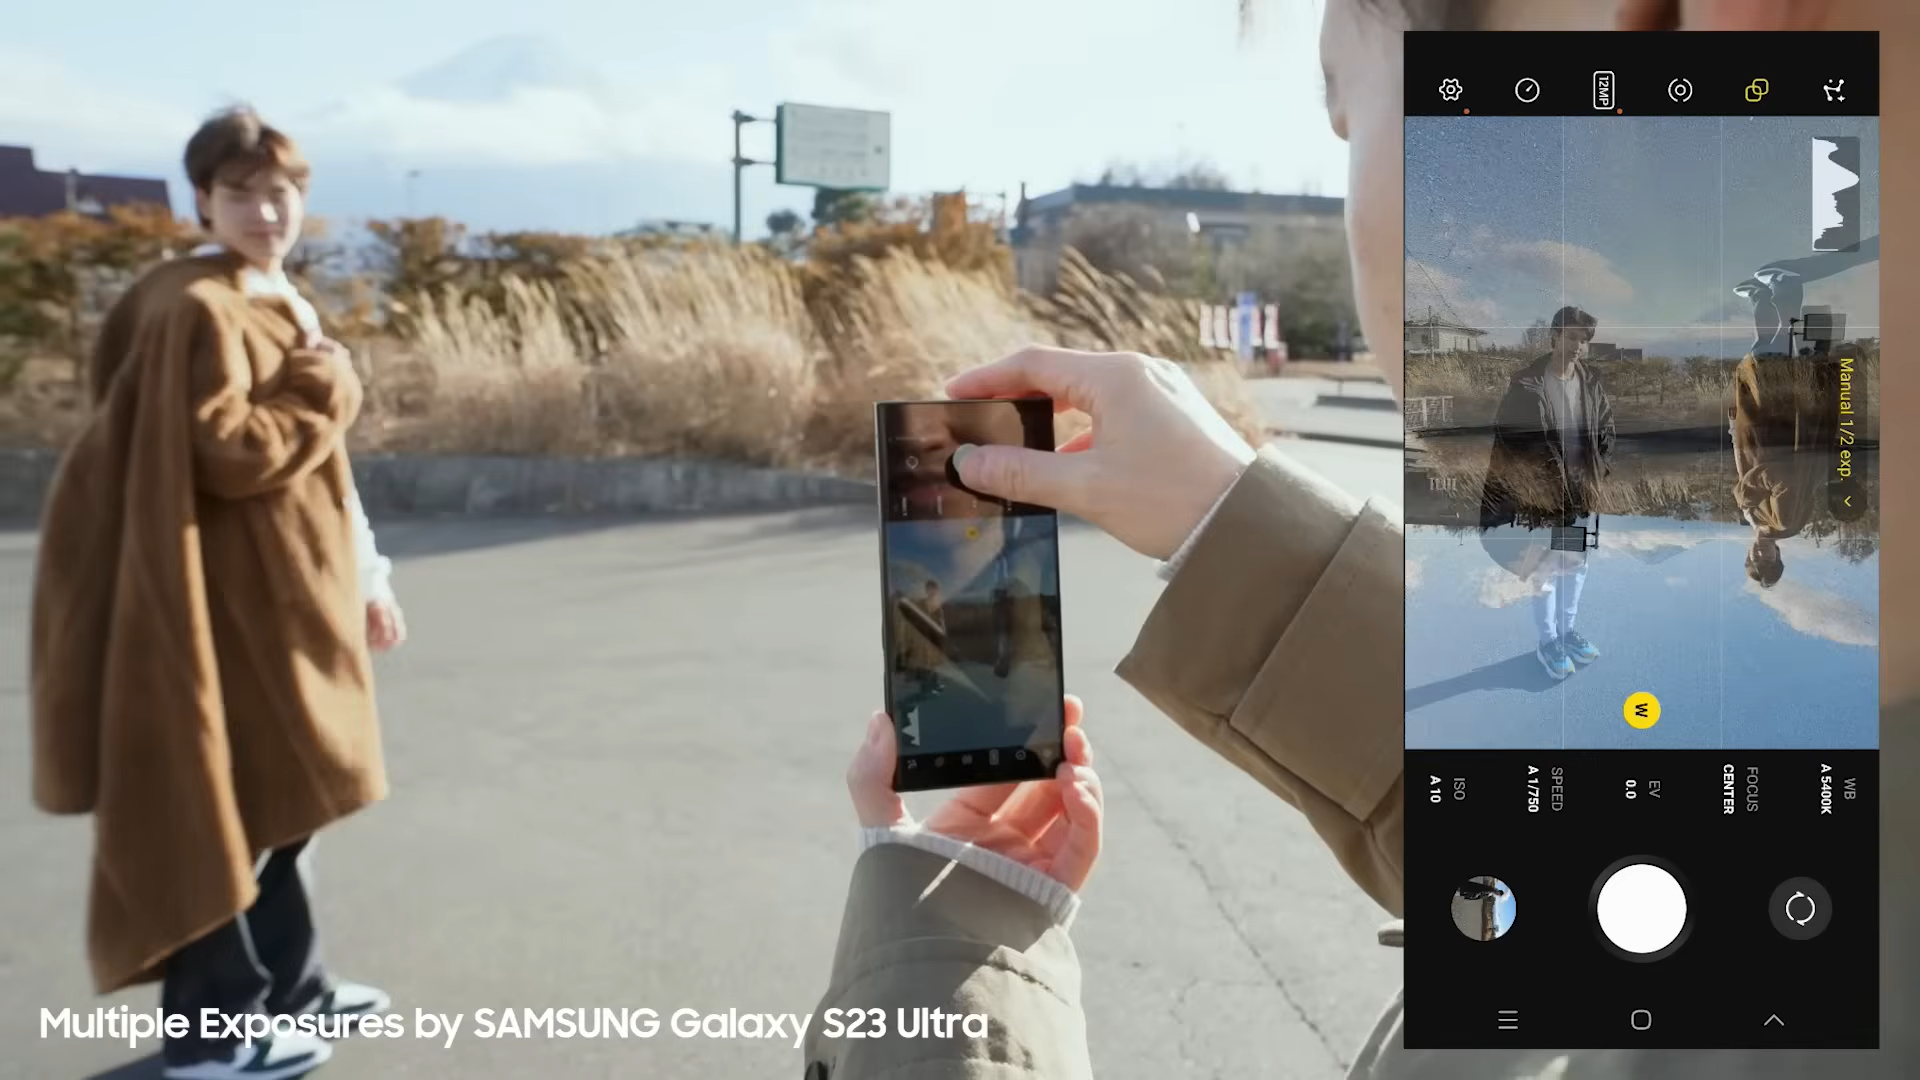 12MP
Manual 1/2 exp.
W
ISO
A 10
SPEED
A 1/750
EV
0.0
FOCUS
CENTER
WB
A 5400K
Multiple Exposures by SAMSUNG Galaxy S23 Ultra